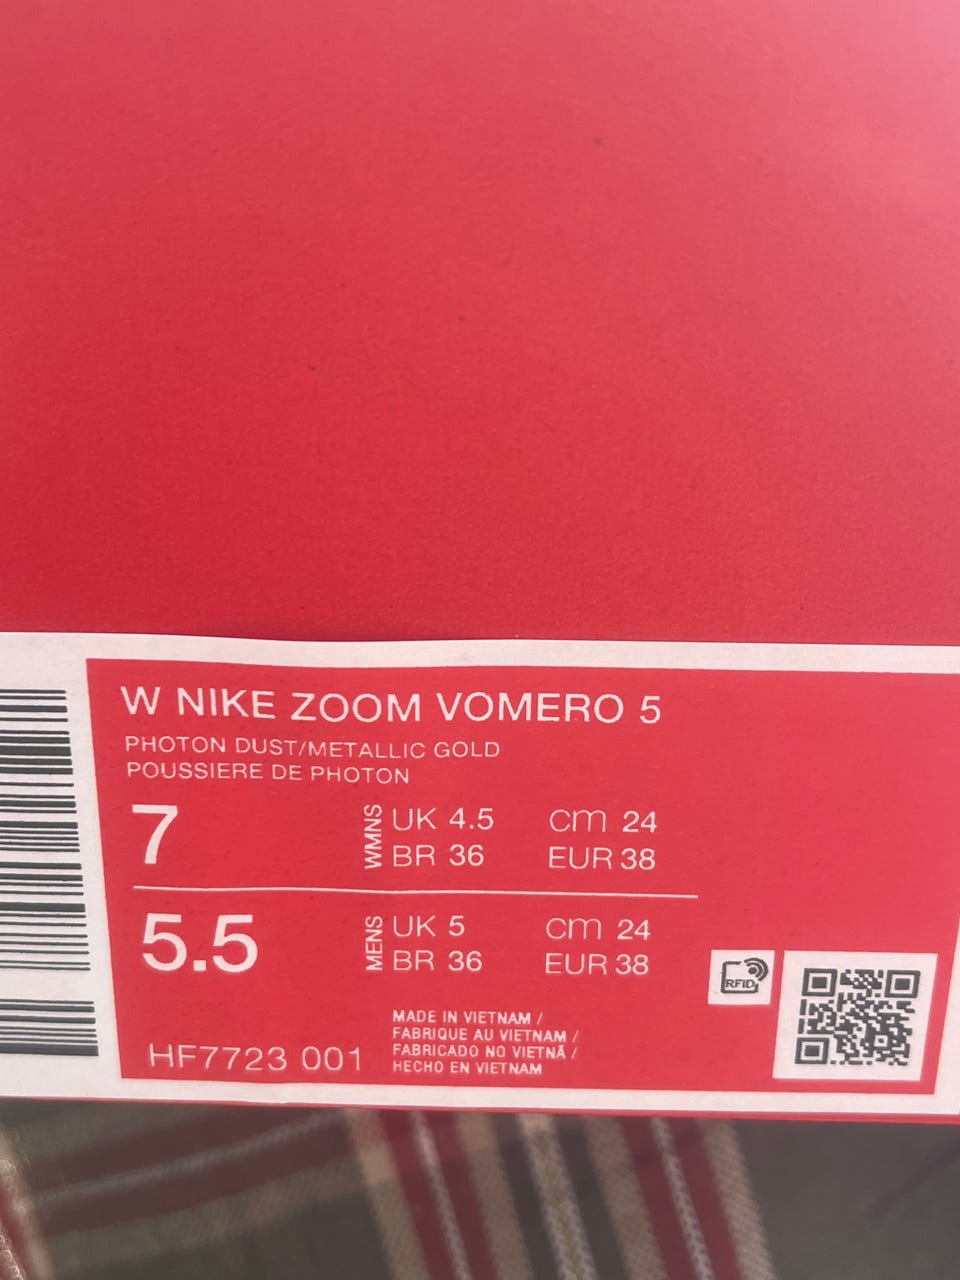 W NIKE ZOOM VOMERO 5
PHOTON DUST/METALLIC GOLD
POUSSIERE DE PHOTON
7 WMNS UK 4.5 cm 24
BR 36 EUR 38
5.5 MENS UK 5 cm 24
BR 36 EUR 38
RFID
HF7723 001
MADE IN VIETNAM /
FABRIQUE AU VIETNAM /
FABRICADO NO VIETNÃ /
HECHO EN VIETNAM